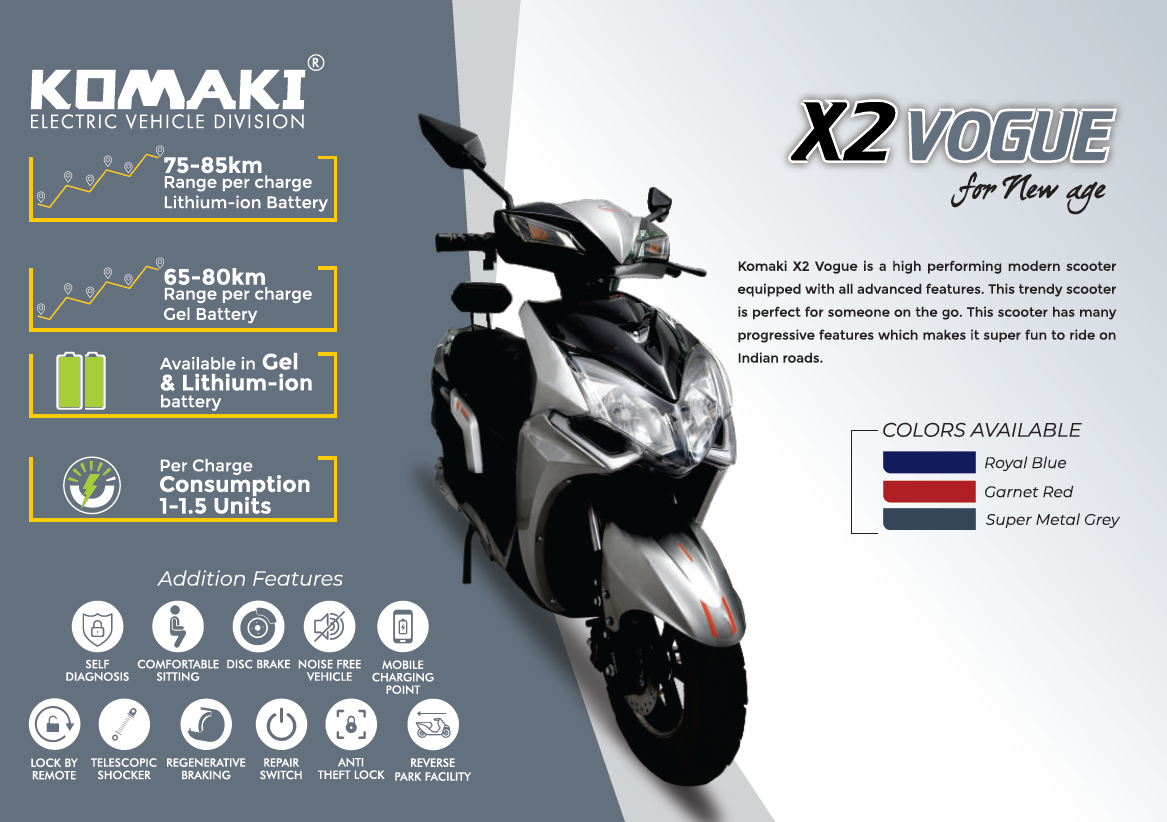 KOMAKI®
ELECTRIC VEHICLE DIVISION
75-85km
Range per charge
Lithium-ion Battery
65-80km
Range per charge
Gel Battery
Available in Gel
& Lithium-ion
battery
Per Charge
Consumption
1-1.5 Units
Addition Features
SELF
DIAGNOSIS
COMFORTABLE
SITTING
DISC BRAKE
NOISE FREE
VEHICLE
MOBILE
CHARGING
POINT
LOCK BY
REMOTE
TELESCOPIC
SHOCKER
REGENERATIVE
BRAKING
REPAIR
SWITCH
ANTI
THEFT LOCK
REVERSE
PARK FACILITY
X2 VOGUE
for New age
Komaki X2 Vogue is a high performing modern scooter
equipped with all advanced features. This trendy scooter
is perfect for someone on the go. This scooter has many
progressive features which makes it super fun to ride on
Indian roads.
COLORS AVAILABLE
Royal Blue
Garnet Red
Super Metal Grey